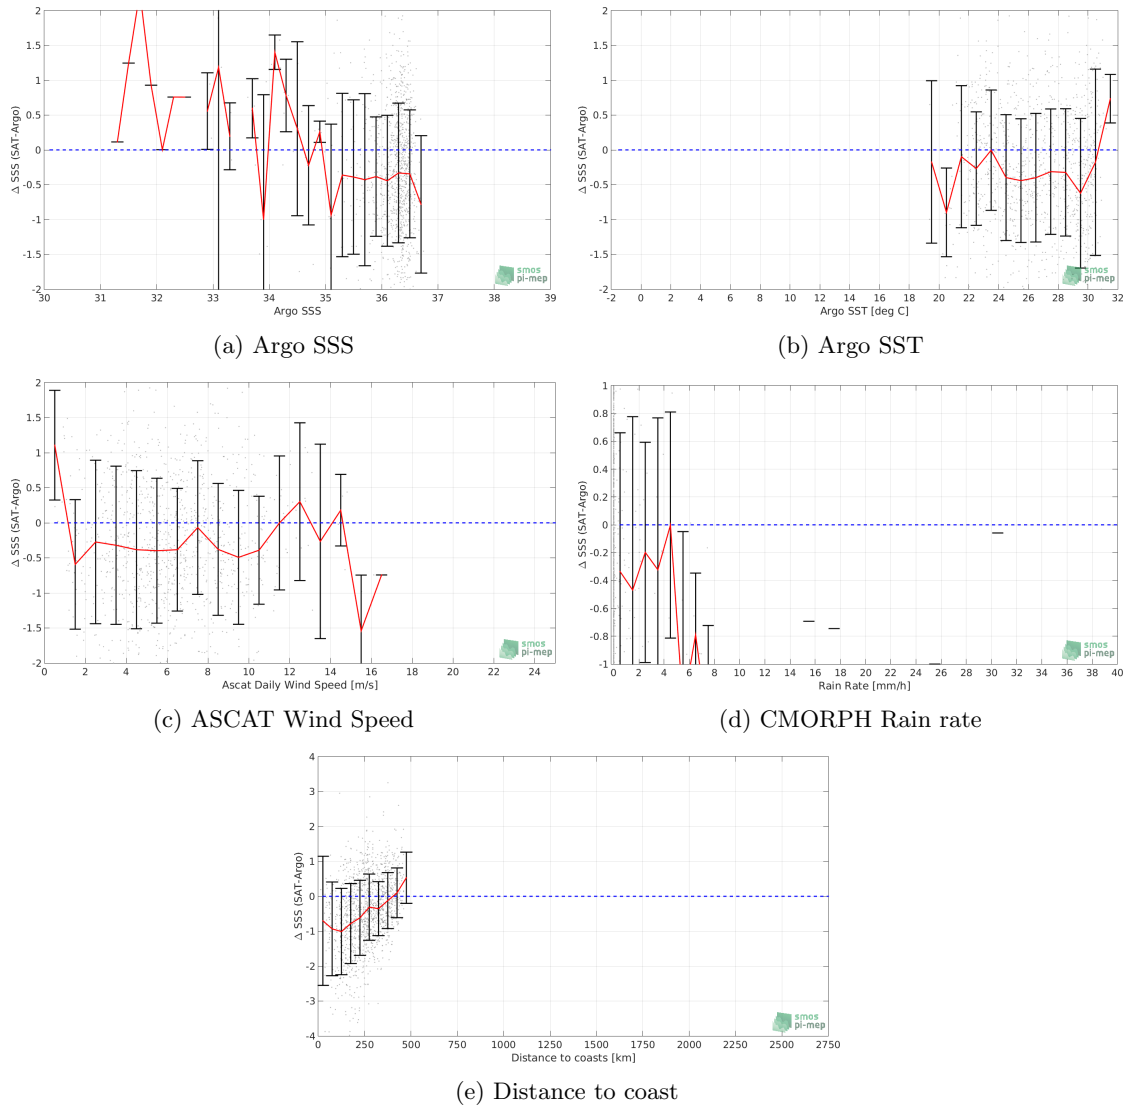 2
1.5
1
0.5
0
-0.5
-1
-1.5
-2
Δ SSS (SAT-Argo)
30 31 32 33 34 35 36 37 38 39
Argo SSS
smos
pi-mep
(a) Argo SSS
2
1.5
1
0.5
0
-0.5
-1
-1.5
-2
Δ SSS (SAT-Argo)
-2 0 2 4 6 8 10 12 14 16 18 20 22 24 26 28 30 32
Argo SST [deg C]
smos
pi-mep
(b) Argo SST
2
1.5
1
0.5
0
-0.5
-1
-1.5
-2
Δ SSS (SAT-Argo)
2 4 6 8 10 12 14 16 18 20 22 24
Ascat Daily Wind Speed [m/s]
smos
pi-mep
(c) ASCAT Wind Speed
1
0.8
0.6
0.4
0.2
0
-0.2
-0.4
-0.6
-0.8
-1
Δ SSS (SAT-Argo)
0 2 4 6 8 10 12 14 16 18 20 22 24 26 28 30 32 34 36 38 40
Rain Rate [mm/h]
smos
pi-mep
(d) CMORPH Rain rate
4
3
2
1
0
-1
-2
-3
-4
Δ SSS (SAT-Argo)
0 250 500 750 1000 1250 1500 1750 2000 2250 2500 2750
Distance to coasts [km]
smos
pi-mep
(e) Distance to coast